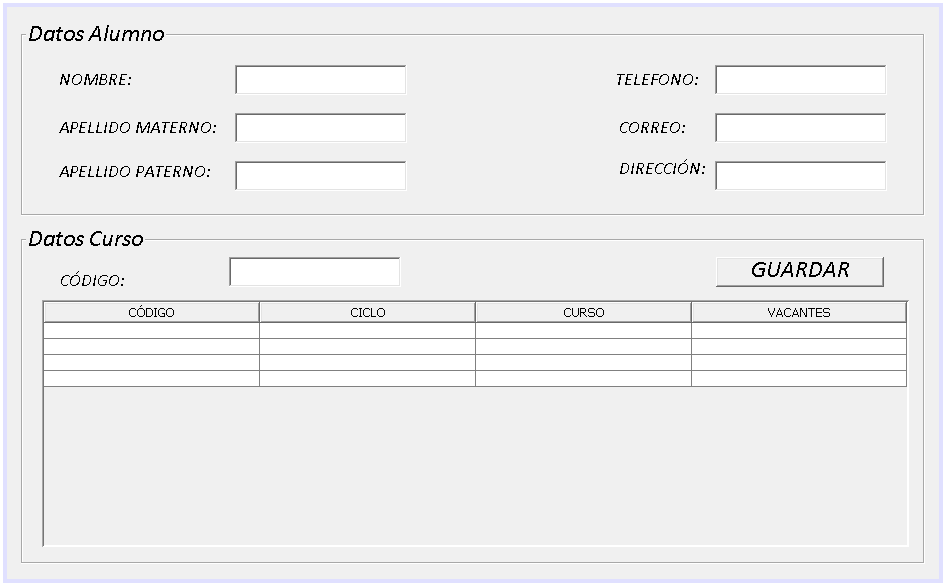 Datos Alumno
NOMBRE:
TELEFONO:
APELLIDO MATERNO:
CORREO:
APELLIDO PATERNO:
DIRECCIÓN:
Datos Curso
CÓDIGO:
GUARDAR
CÓDIGO CICLO CURSO VACANTES